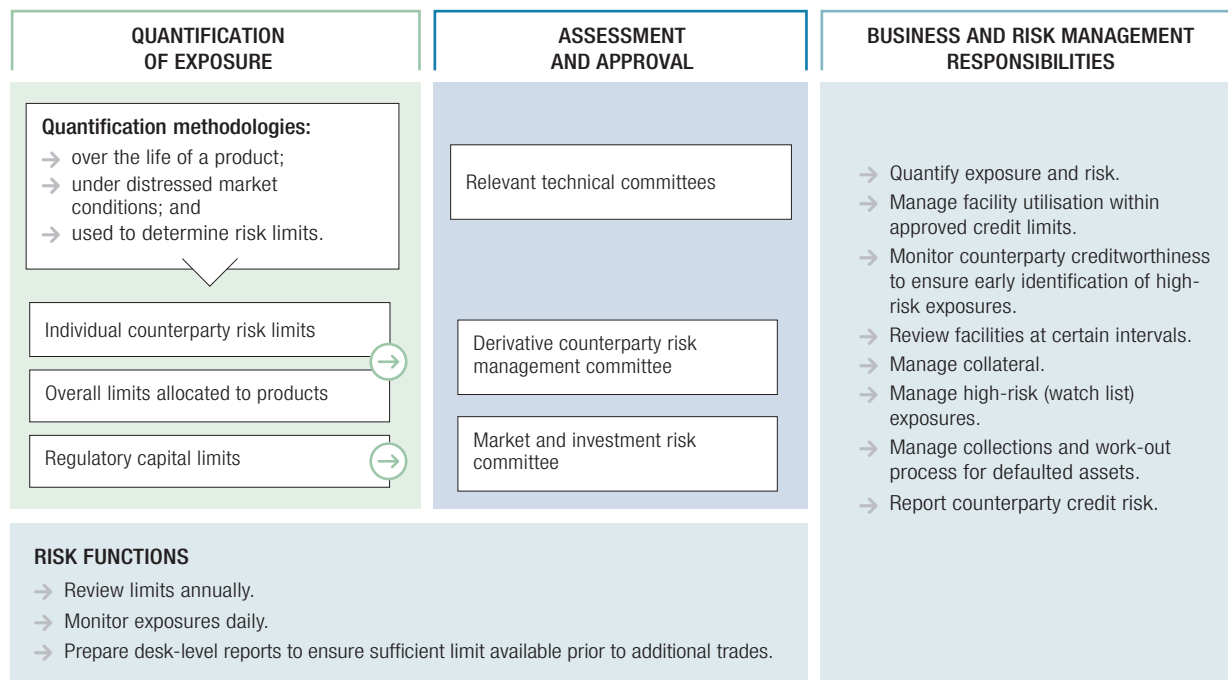 QUANTIFICATION
OF EXPOSURE
Quantification methodologies:
→ over the life of a product;
→ under distressed market
conditions; and
→ used to determine risk limits.
Individual counterparty risk limits
→
Overall limits allocated to products
Regulatory capital limits
→
ASSESSMENT
AND APPROVAL
Relevant technical committees
Derivative counterparty risk
management committee
Market and investment risk
committee
BUSINESS AND RISK MANAGEMENT
RESPONSIBILITIES
→ Quantify exposure and risk.
→ Manage facility utilisation within
approved credit limits.
→ Monitor counterparty creditworthiness
to ensure early identification of high-
risk exposures.
→ Review facilities at certain intervals.
→ Manage collateral.
→ Manage high-risk (watch list)
exposures.
→ Manage collections and work-out
process for defaulted assets.
→ Report counterparty credit risk.
RISK FUNCTIONS
→ Review limits annually.
→ Monitor exposures daily.
→ Prepare desk-level reports to ensure sufficient limit available prior to additional trades.